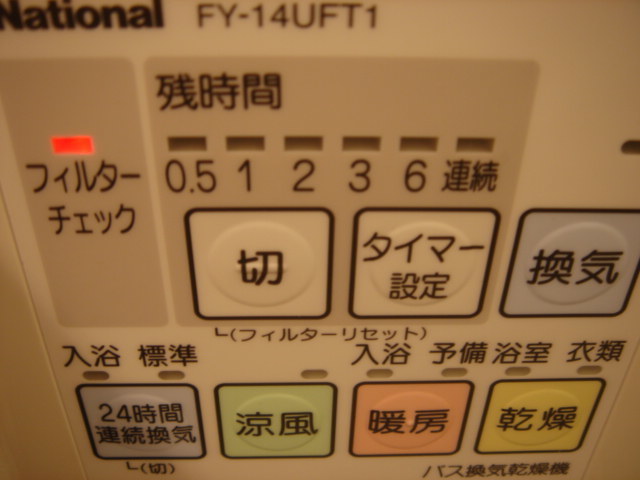 National FY-14UFT1
残時間
フィルター
チェック
0.5 1 2 3 6 連続
切
タイマー
設定
換気
└(フィルターリセット)
入浴 標準 入浴 予備 浴室 衣類
24時間
連続換気
涼風
暖房
乾燥
└(切)
バス換気乾燥機